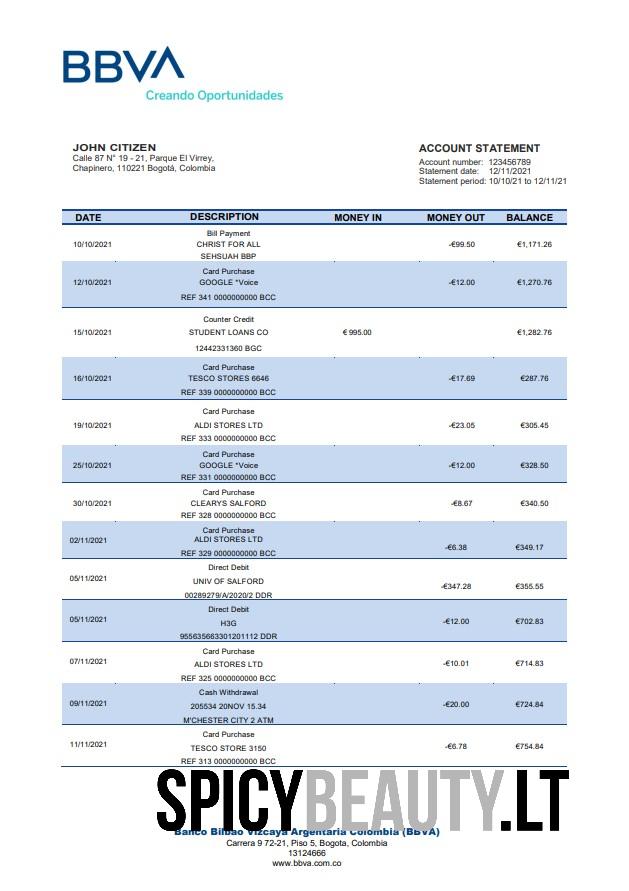 BBVA
Creando Oportunidades
JOHN CITIZEN
Calle 87 N° 19 - 21, Parque El Virrey,
Chapinero, 110221 Bogotá, Colombia
ACCOUNT STATEMENT
Account number: 123456789
Statement date: 12/11/2021
Statement period: 10/10/21 to 12/11/21
DATE DESCRIPTION MONEY IN MONEY OUT BALANCE
Bill Payment
10/10/2021 CHRIST FOR ALL -€99.50 €1,171.26
SEHSUAH BBP
Card Purchase
12/10/2021 GOOGLE *Voice -€12.00 €1,270.76
REF 341 0000000000 BCC
Counter Credit
15/10/2021 STUDENT LOANS CO € 995.00 €1,282.76
12442331360 BGC
Card Purchase
16/10/2021 TESCO STORES 6646 -€17.69 €287.76
REF 339 0000000000 BCC
Card Purchase
19/10/2021 ALDI STORES LTD -€23.05 €305.45
REF 333 0000000000 BCC
Card Purchase
25/10/2021 GOOGLE *Voice -€12.00 €328.50
REF 331 0000000000 BCC
Card Purchase
30/10/2021 CLEARYS SALFORD -€8.67 €340.50
REF 328 0000000000 BCC
Card Purchase
02/11/2021 ALDI STORES LTD -€6.38 €349.17
REF 329 0000000000 BCC
Direct Debit
05/11/2021 UNIV OF SALFORD -€347.28 €355.55
00289279/A/2020/2 DDR
Direct Debit
05/11/2021 H3G -€12.00 €702.83
955635663301201112 DDR
Card Purchase
07/11/2021 ALDI STORES LTD -€10.01 €714.83
REF 325 0000000000 BCC
Cash Withdrawal
09/11/2021 205534 20NOV 15.34 -€20.00 €724.84
M'CHESTER CITY 2 ATM
Card Purchase
11/11/2021 TESCO STORE 3150 -€6.78 €754.84
REF 313 0000000000 BCC
SPICYBEAUTY.LT
Banco Bilbao Vizcaya Argentaria Colombia (BBVA)
Carrera 9 72-21, Piso 5, Bogota, Colombia
13124666
www.bbva.com.co